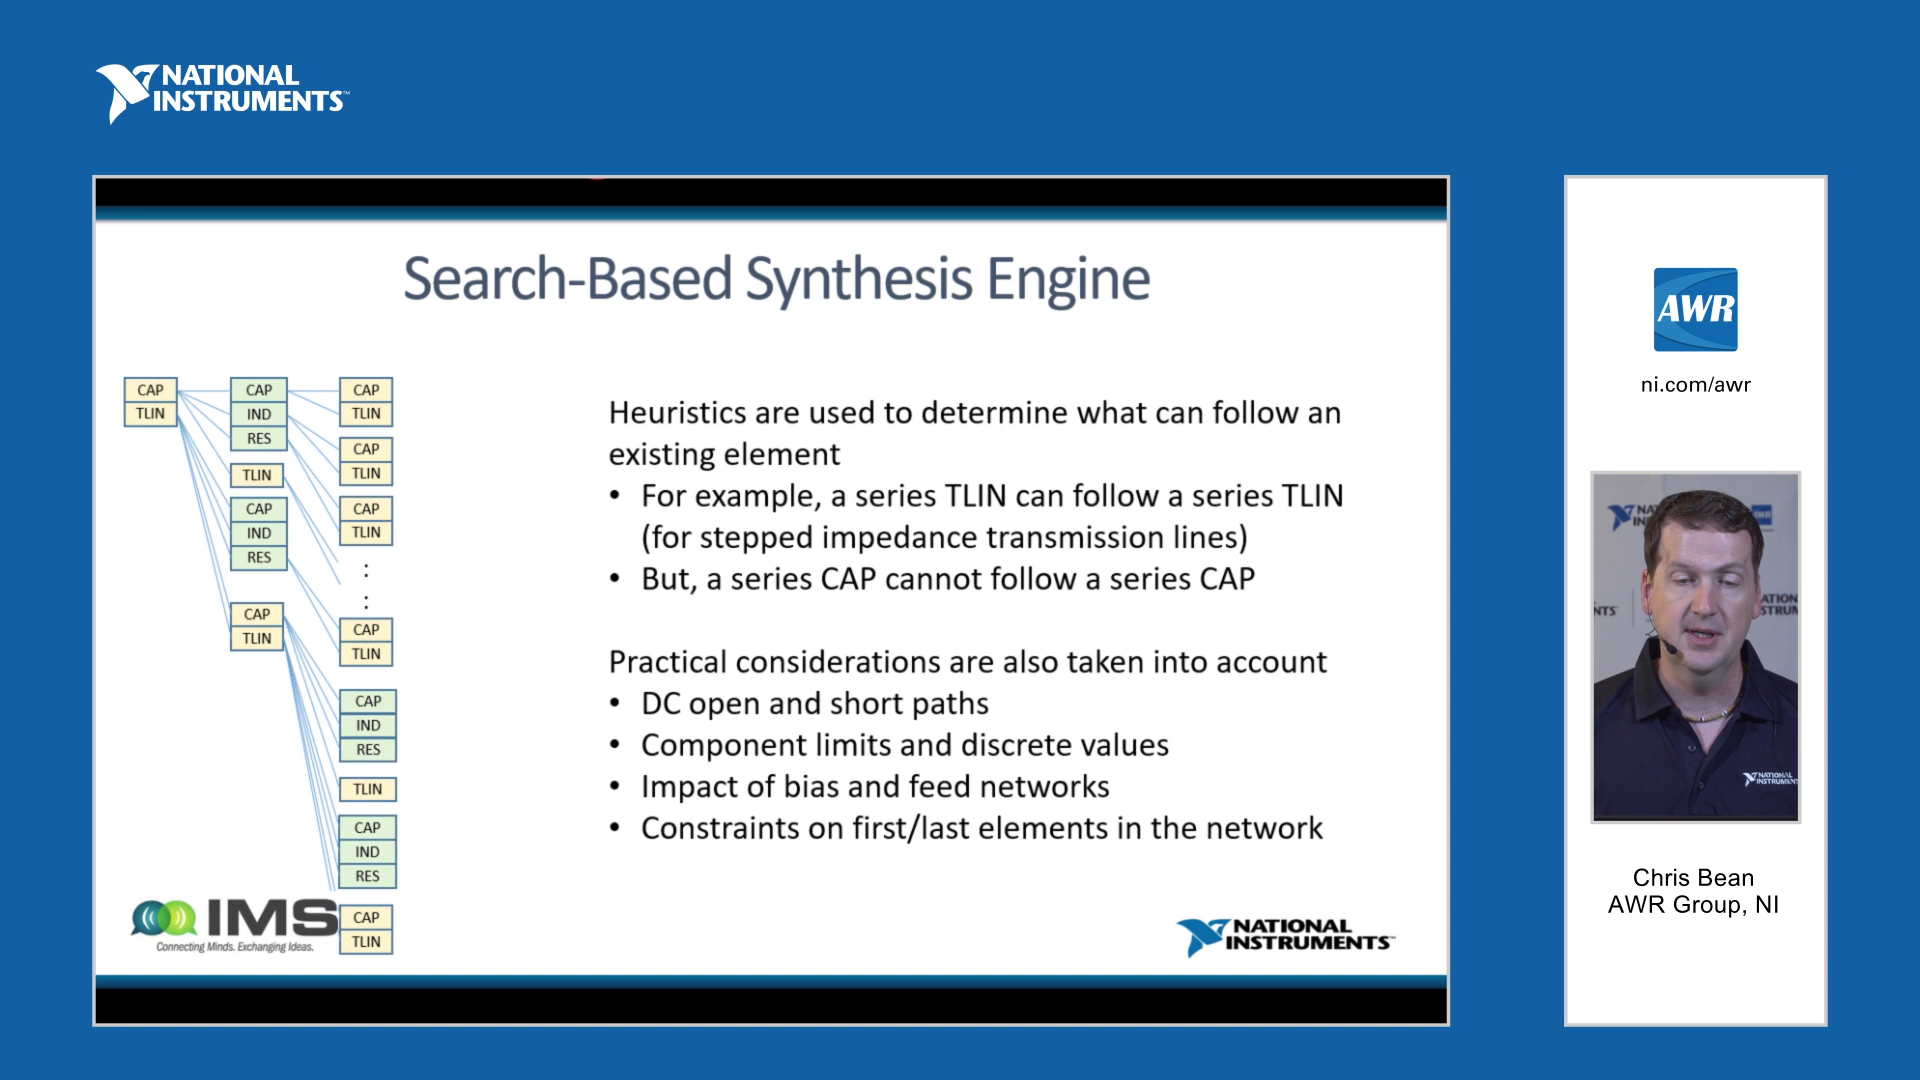 NATIONAL
INSTRUMENTS™
Search-Based Synthesis Engine
CAP
TLIN
CAP
IND
RES
TLIN
CAP
IND
RES
CAP
TLIN
CAP
TLIN
CAP
TLIN
CAP
TLIN
:
:
CAP
TLIN
CAP
IND
RES
TLIN
CAP
IND
RES
CAP
TLIN
Heuristics are used to determine what can follow an
existing element
• For example, a series TLIN can follow a series TLIN
(for stepped impedance transmission lines)
• But, a series CAP cannot follow a series CAP
Practical considerations are also taken into account
• DC open and short paths
• Component limits and discrete values
• Impact of bias and feed networks
• Constraints on first/last elements in the network
IMS
Connecting Minds. Exchanging Ideas.
NATIONAL
INSTRUMENTS™
AWR
ni.com/awr
NATIONAL
INSTRUMENTS
Chris Bean
AWR Group, NI